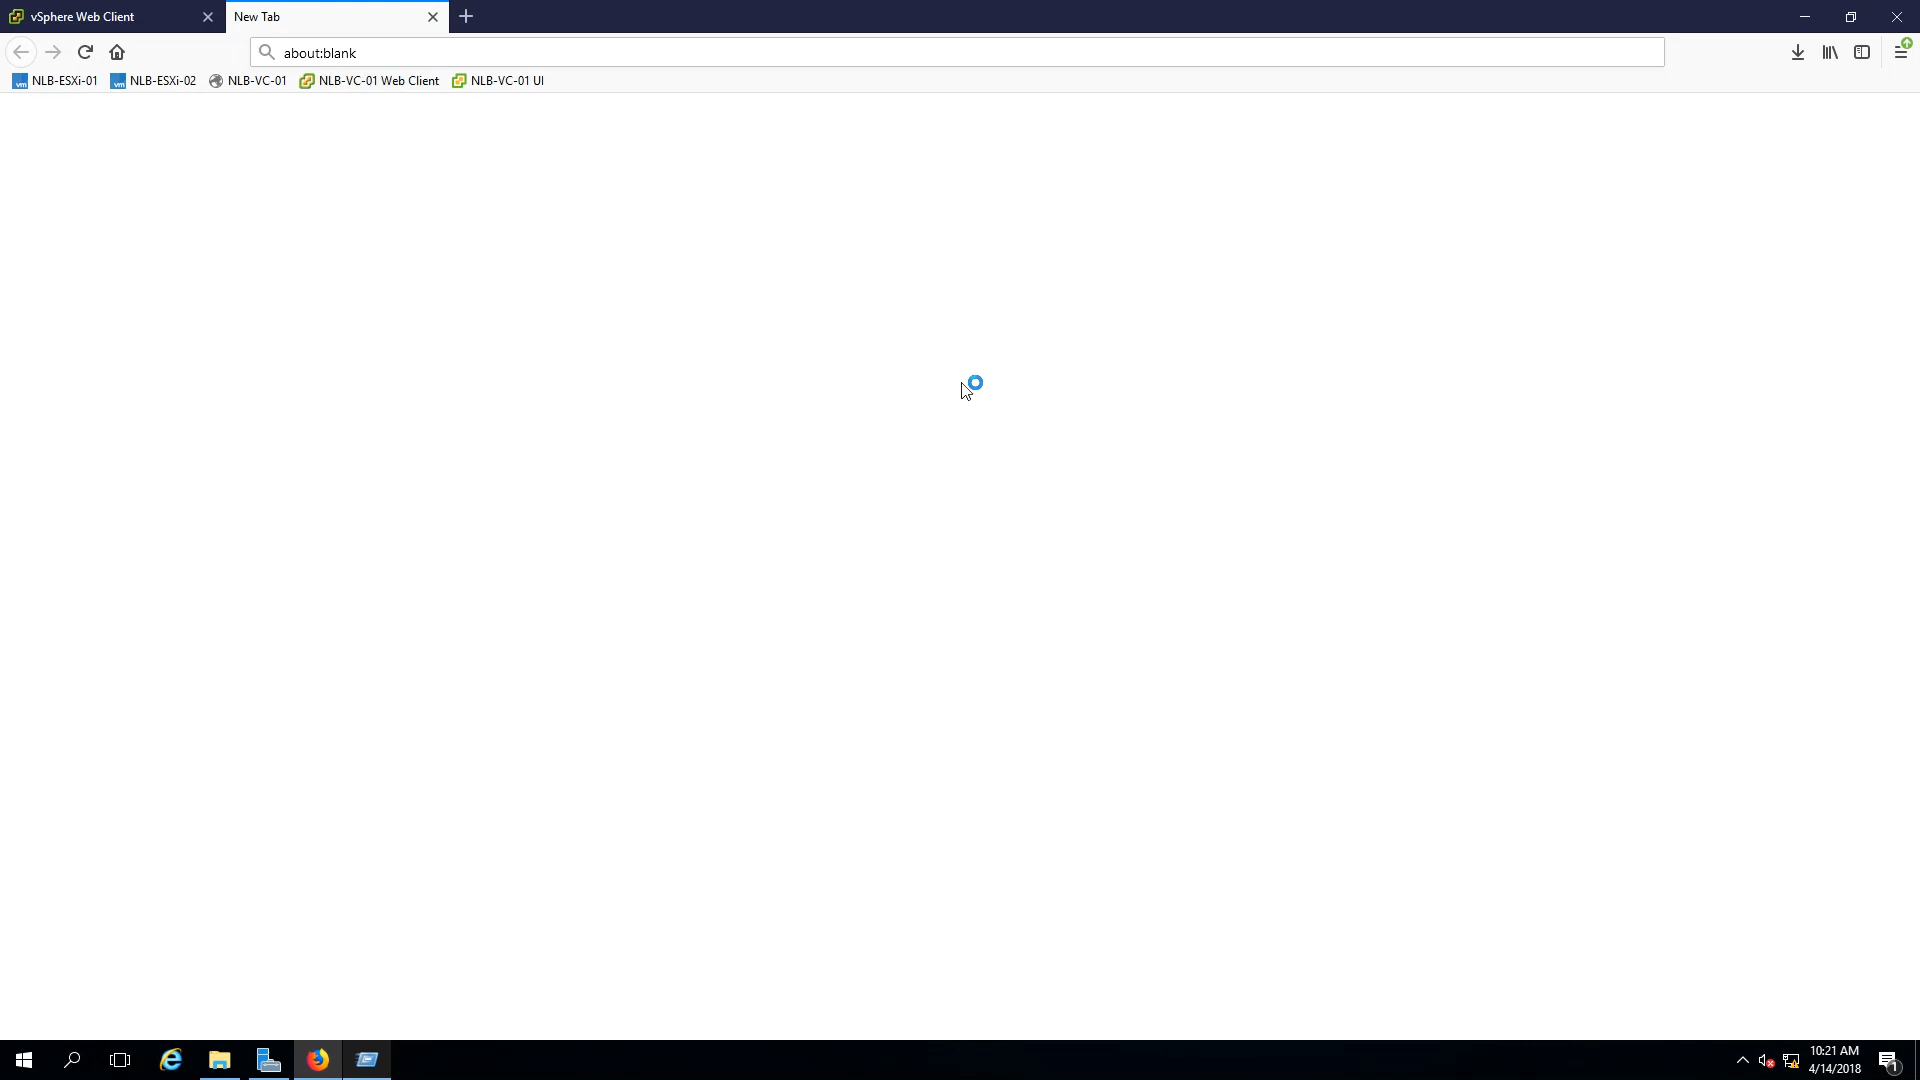 vSphere Web Client
New Tab
about:blank
NLB-ESXi-01
NLB-ESXi-02
NLB-VC-01
NLB-VC-01 Web Client
NLB-VC-01 UI
10:21 AM
4/14/2018
1